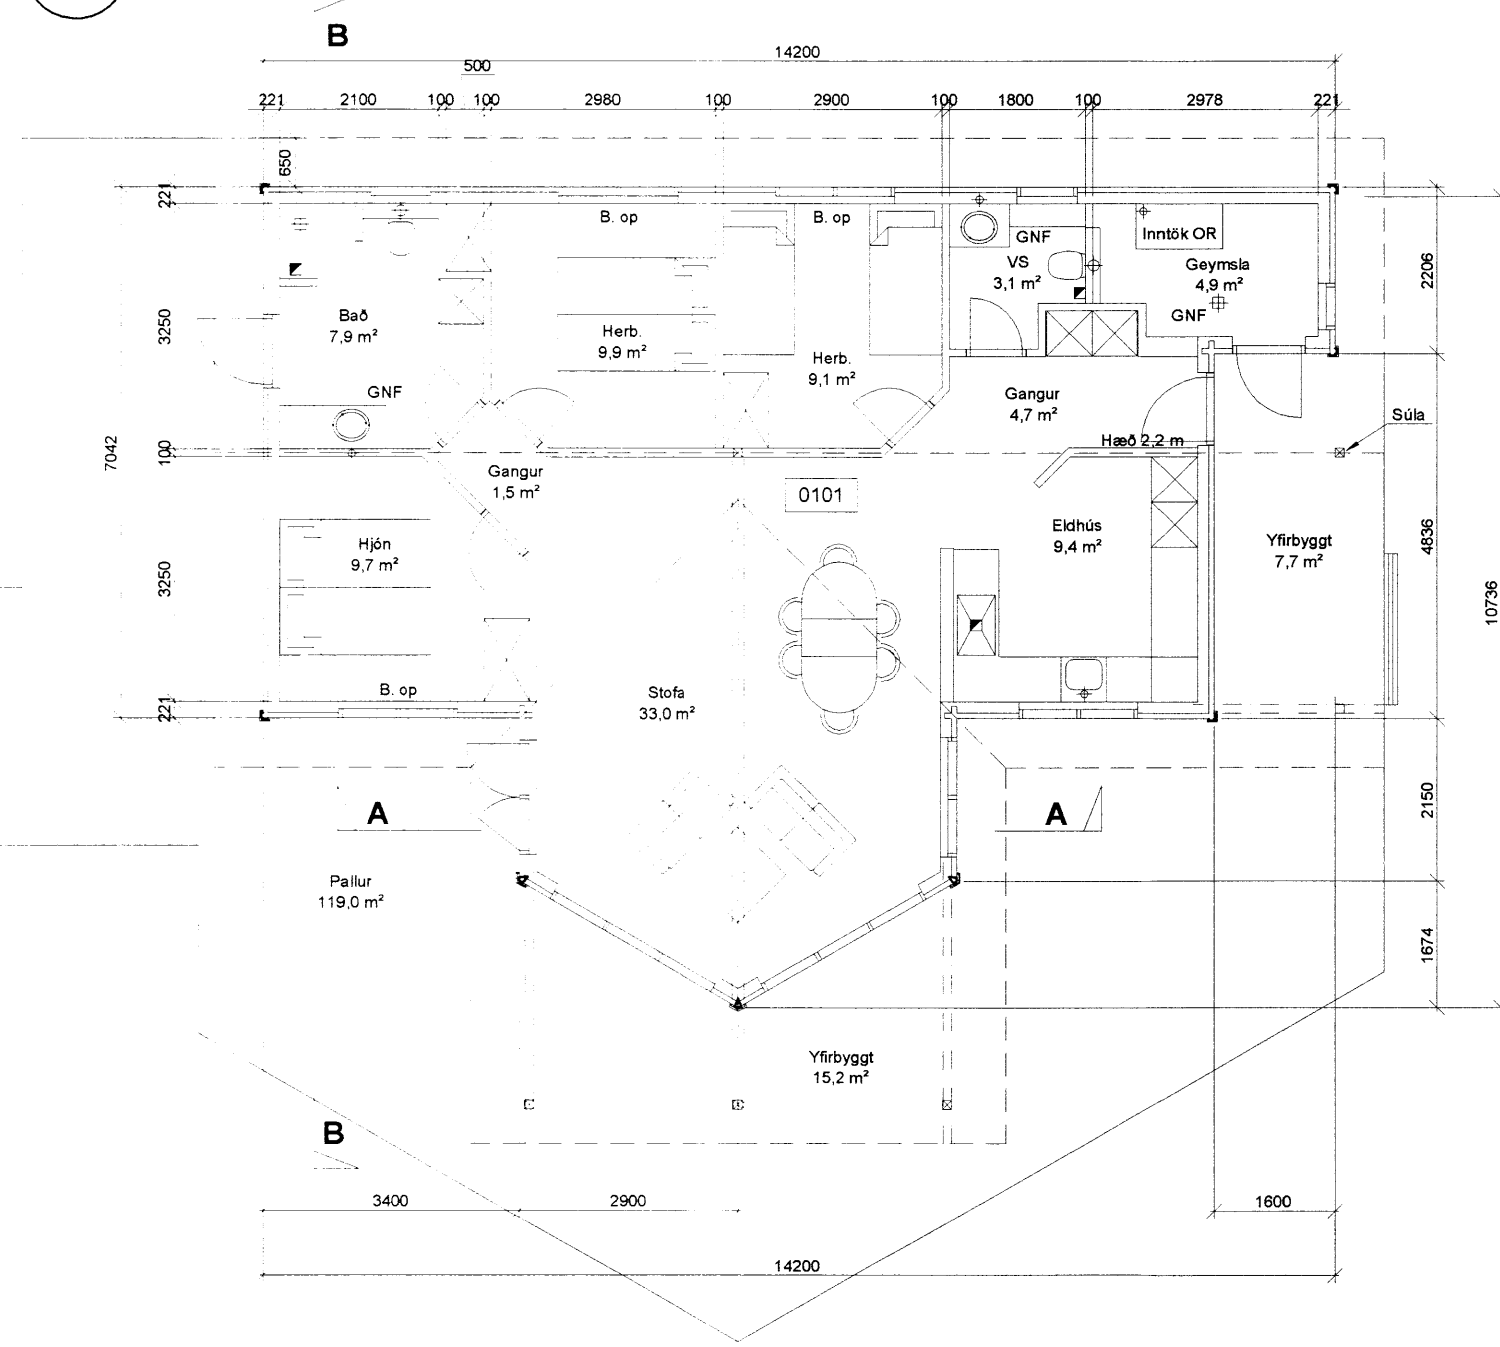 B
14200
500
221 2100 100 100 2980 100 2900 100 1800 100 2978 221
650
221
B. op
B. op
GNF
Inntök OR
VS
3,1 m²
Geymsla
4,9 m²
GNF
2206
3250
Bað
7,9 m²
Herb.
9,9 m²
Herb.
9,1 m²
GNF
Gangur
4,7 m²
Súla
Hæð 2,2 m
7042
100
Gangur
1,5 m²
0101
Eldhús
9,4 m²
Yfirbyggt
7,7 m²
4836
Hjón
9,7 m²
3250
10736
B. op
Stofa
33,0 m²
221
A
A
2150
Pallur
119,0 m²
1674
Yfirbyggt
15,2 m²
B
3400 2900 1600
14200